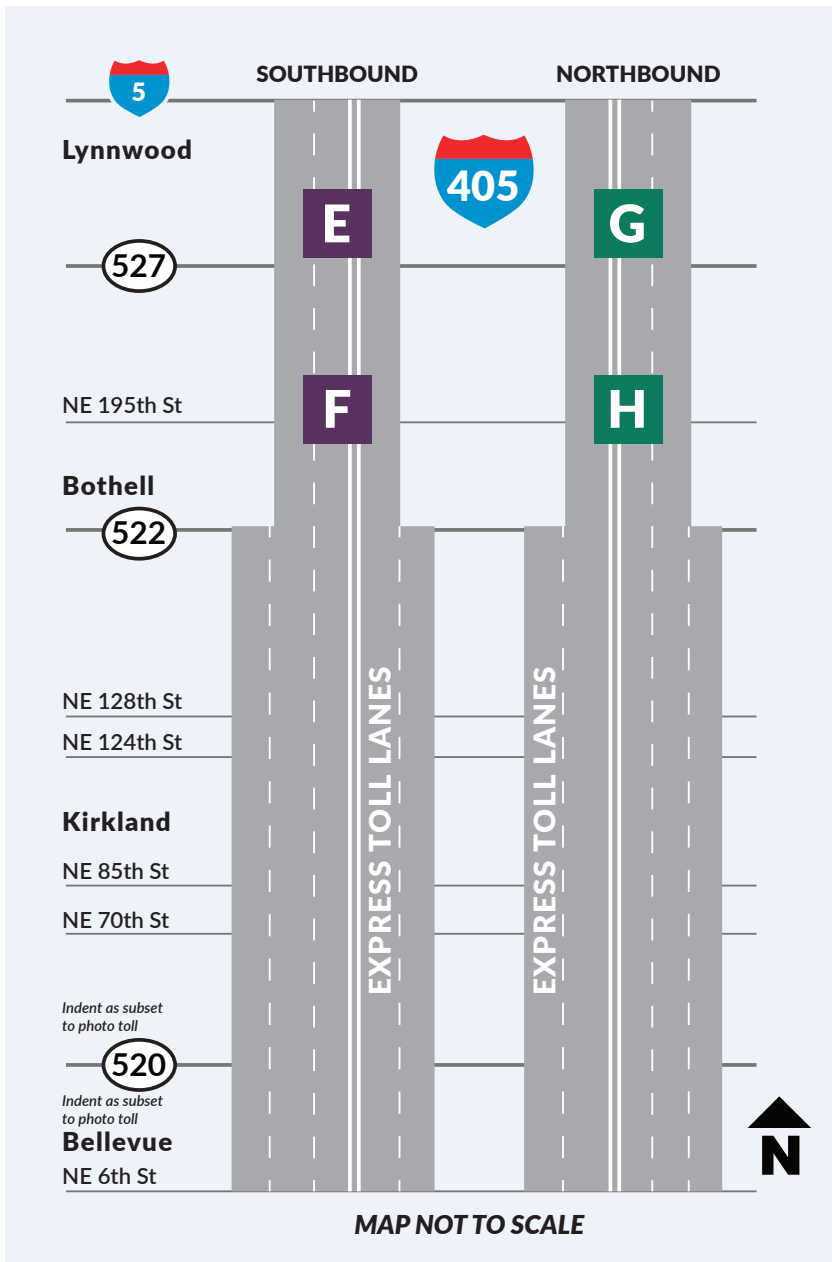 SOUTHBOUND
NORTHBOUND
5
Lynnwood
405
E
G
527
F
H
NE 195th St
Bothell
522
NE 128th St
NE 124th St
Kirkland
NE 85th St
NE 70th St
EXPRESS TOLL LANES
EXPRESS TOLL LANES
Indent as subset
to photo toll
520
Indent as subset
to photo toll
Bellevue
NE 6th St
N
MAP NOT TO SCALE